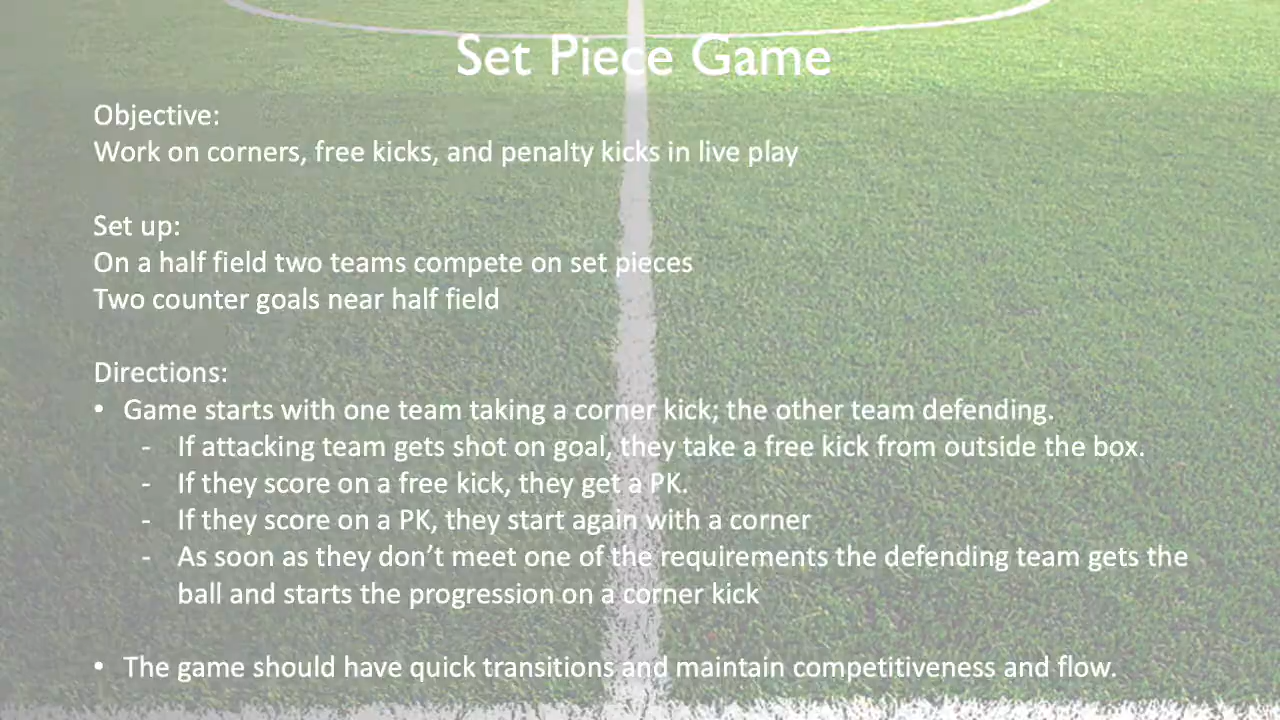 Set Piece Game
Objective:
Work on corners, free kicks, and penalty kicks in live play
Set up:
On a half field two teams compete on set pieces
Two counter goals near half field
Directions:
• Game starts with one team taking a corner kick; the other team defending.
- If attacking team gets shot on goal, they take a free kick from outside the box.
- If they score on a free kick, they get a PK.
- If they score on a PK, they start again with a corner
- As soon as they don’t meet one of the requirements the defending team gets the
ball and starts the progression on a corner kick
• The game should have quick transitions and maintain competitiveness and flow.